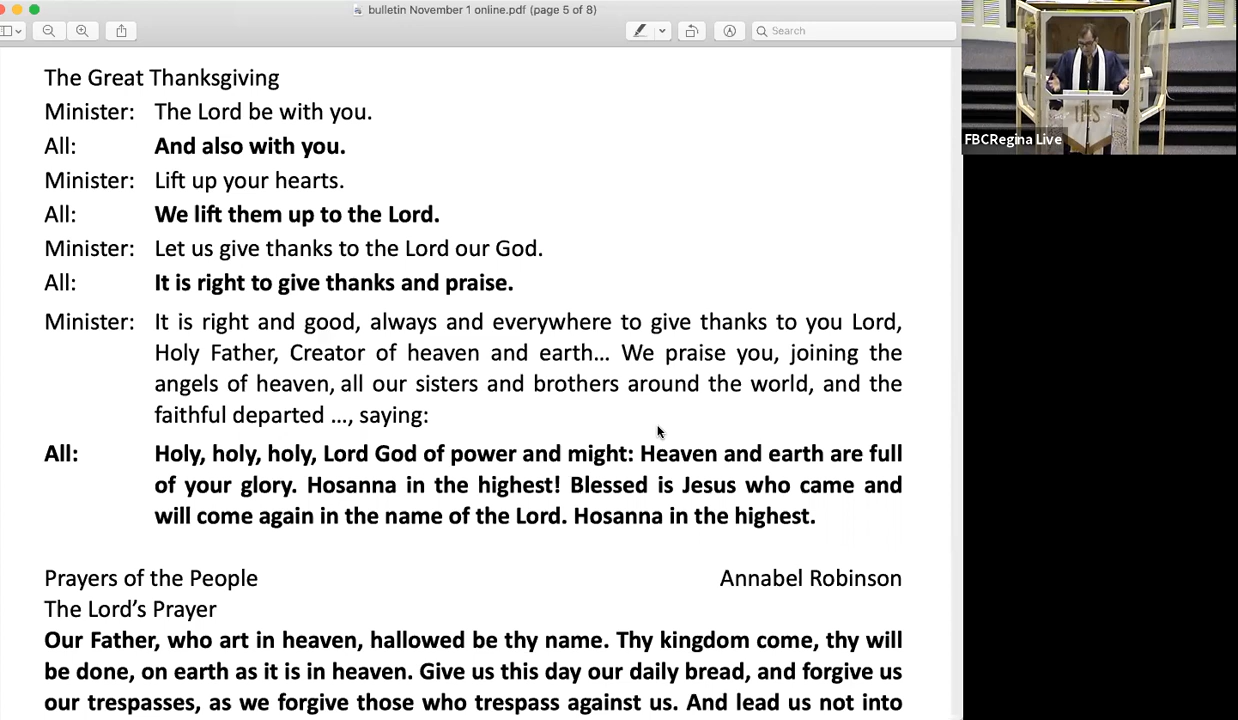 bulletin November 1 online.pdf (page 5 of 8)
Search
The Great Thanksgiving
Minister: The Lord be with you.
All: And also with you.
Minister: Lift up your hearts.
All: We lift them up to the Lord.
Minister: Let us give thanks to the Lord our God.
All: It is right to give thanks and praise.
Minister: It is right and good, always and everywhere to give thanks to you Lord,
Holy Father, Creator of heaven and earth... We praise you, joining the
angels of heaven, all our sisters and brothers around the world, and the
faithful departed ..., saying:
All: Holy, holy, holy, Lord God of power and might: Heaven and earth are full
of your glory. Hosanna in the highest! Blessed is Jesus who came and
will come again in the name of the Lord. Hosanna in the highest.
Prayers of the People Annabel Robinson
The Lord's Prayer
Our Father, who art in heaven, hallowed be thy name. Thy kingdom come, thy will
be done, on earth as it is in heaven. Give us this day our daily bread, and forgive us
our trespasses, as we forgive those who trespass against us. And lead us not into
IHS
FBCRegina Live